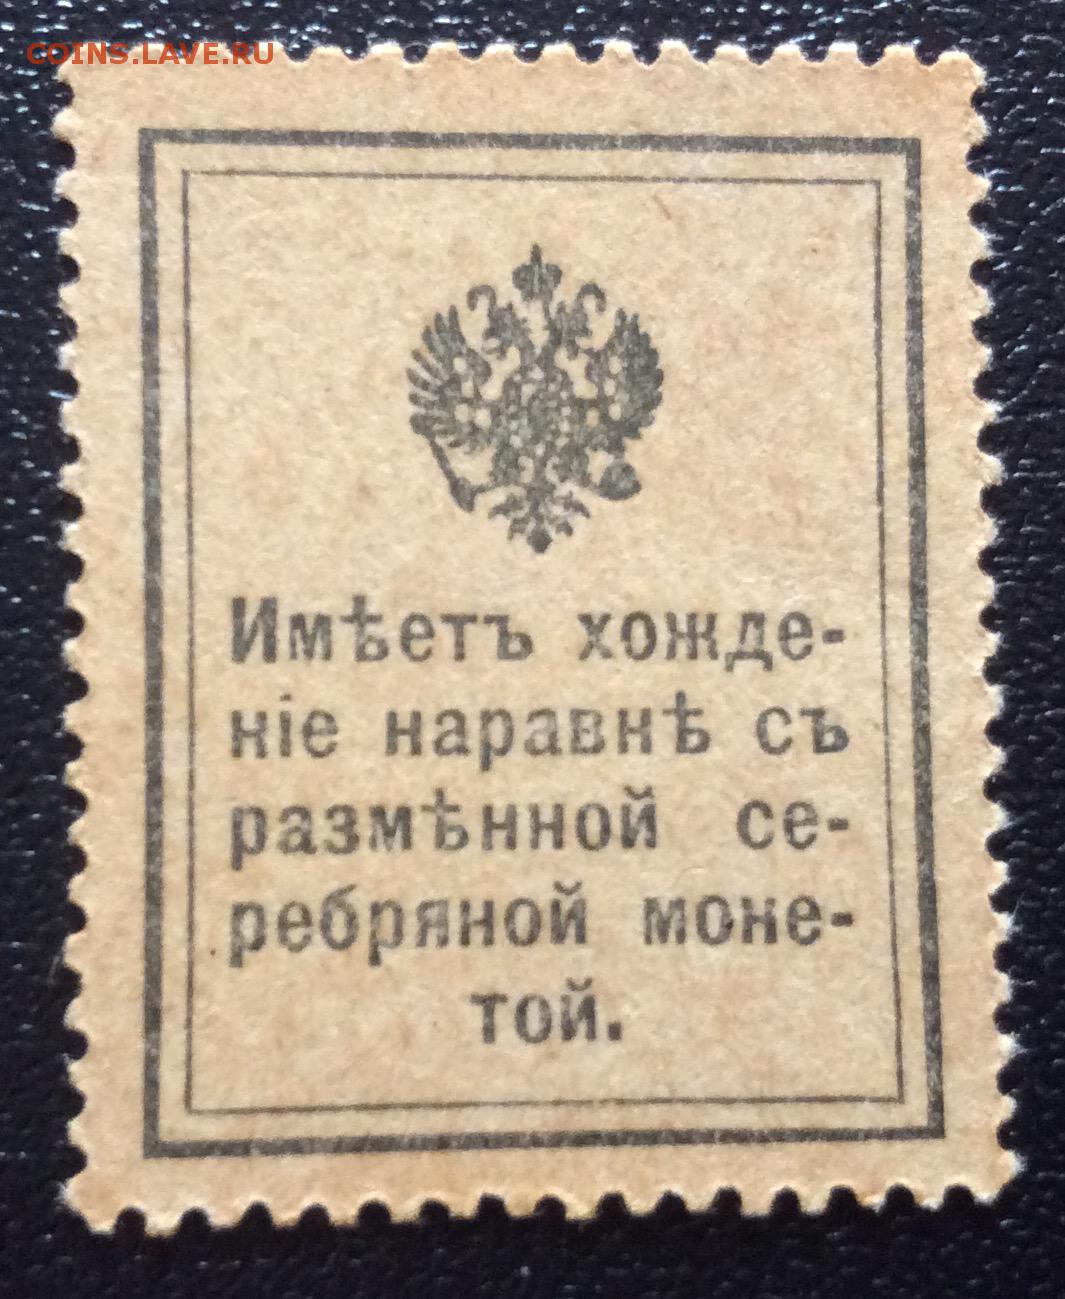 COINS.LAVE.RU
Имѣетъ хожде-
ніе наравнѣ съ
размѣнной се-
ребряной моне-
той.